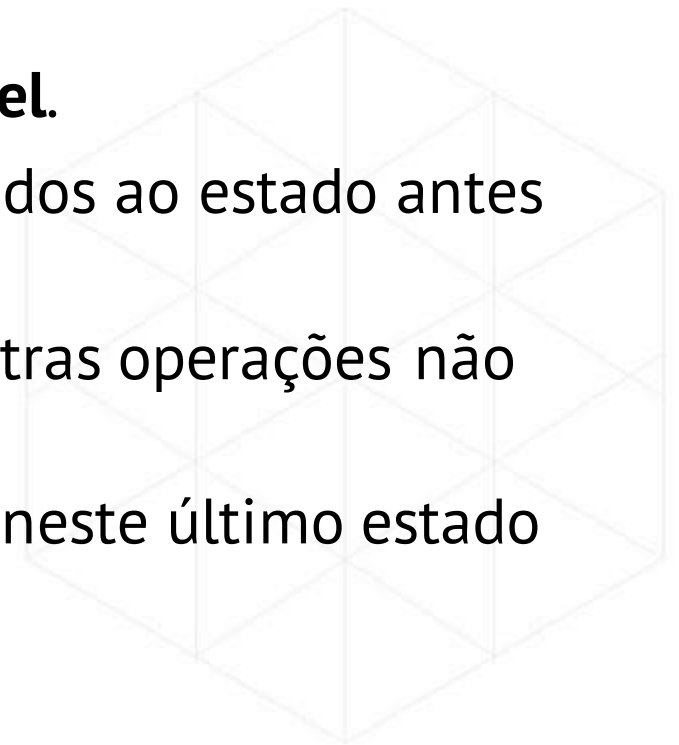 el.
dos ao estado antes
tras operações não
neste último estado